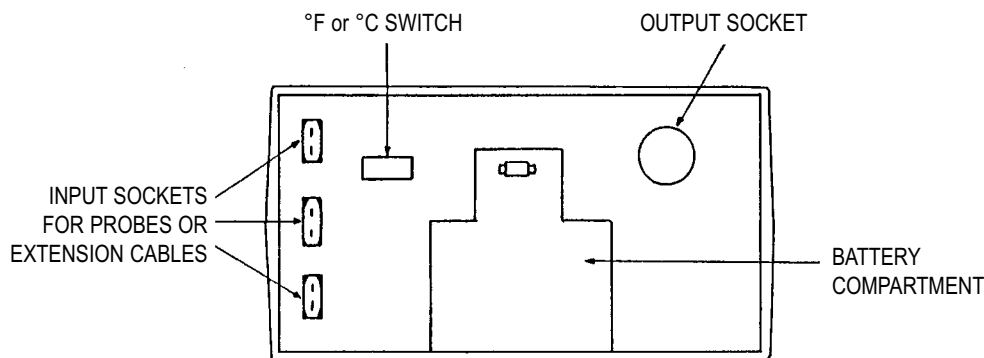 °F or °C SWITCH
OUTPUT SOCKET
INPUT SOCKETS
FOR PROBES OR
EXTENSION CABLES
BATTERY
COMPARTMENT